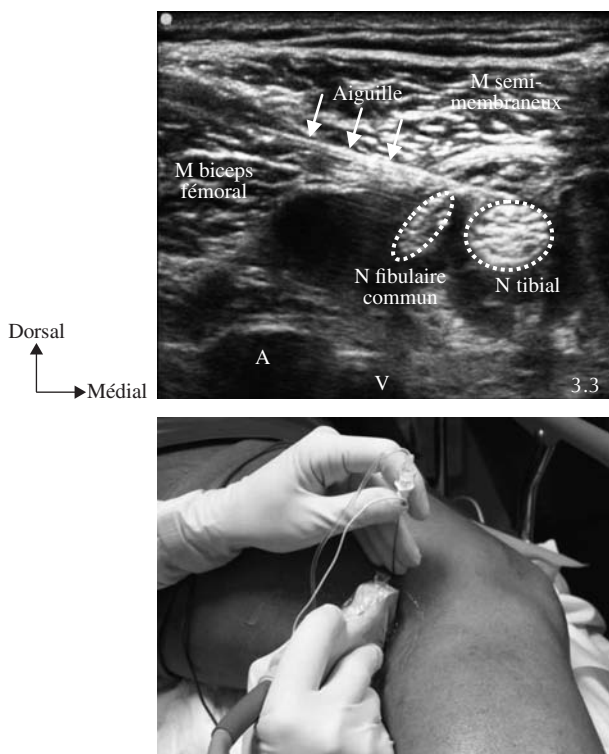 Aiguille
M semi-
membraneux
M biceps
fémoral
N fibulaire
commun
N tibial
Dorsal
Médial
A
V
3.3